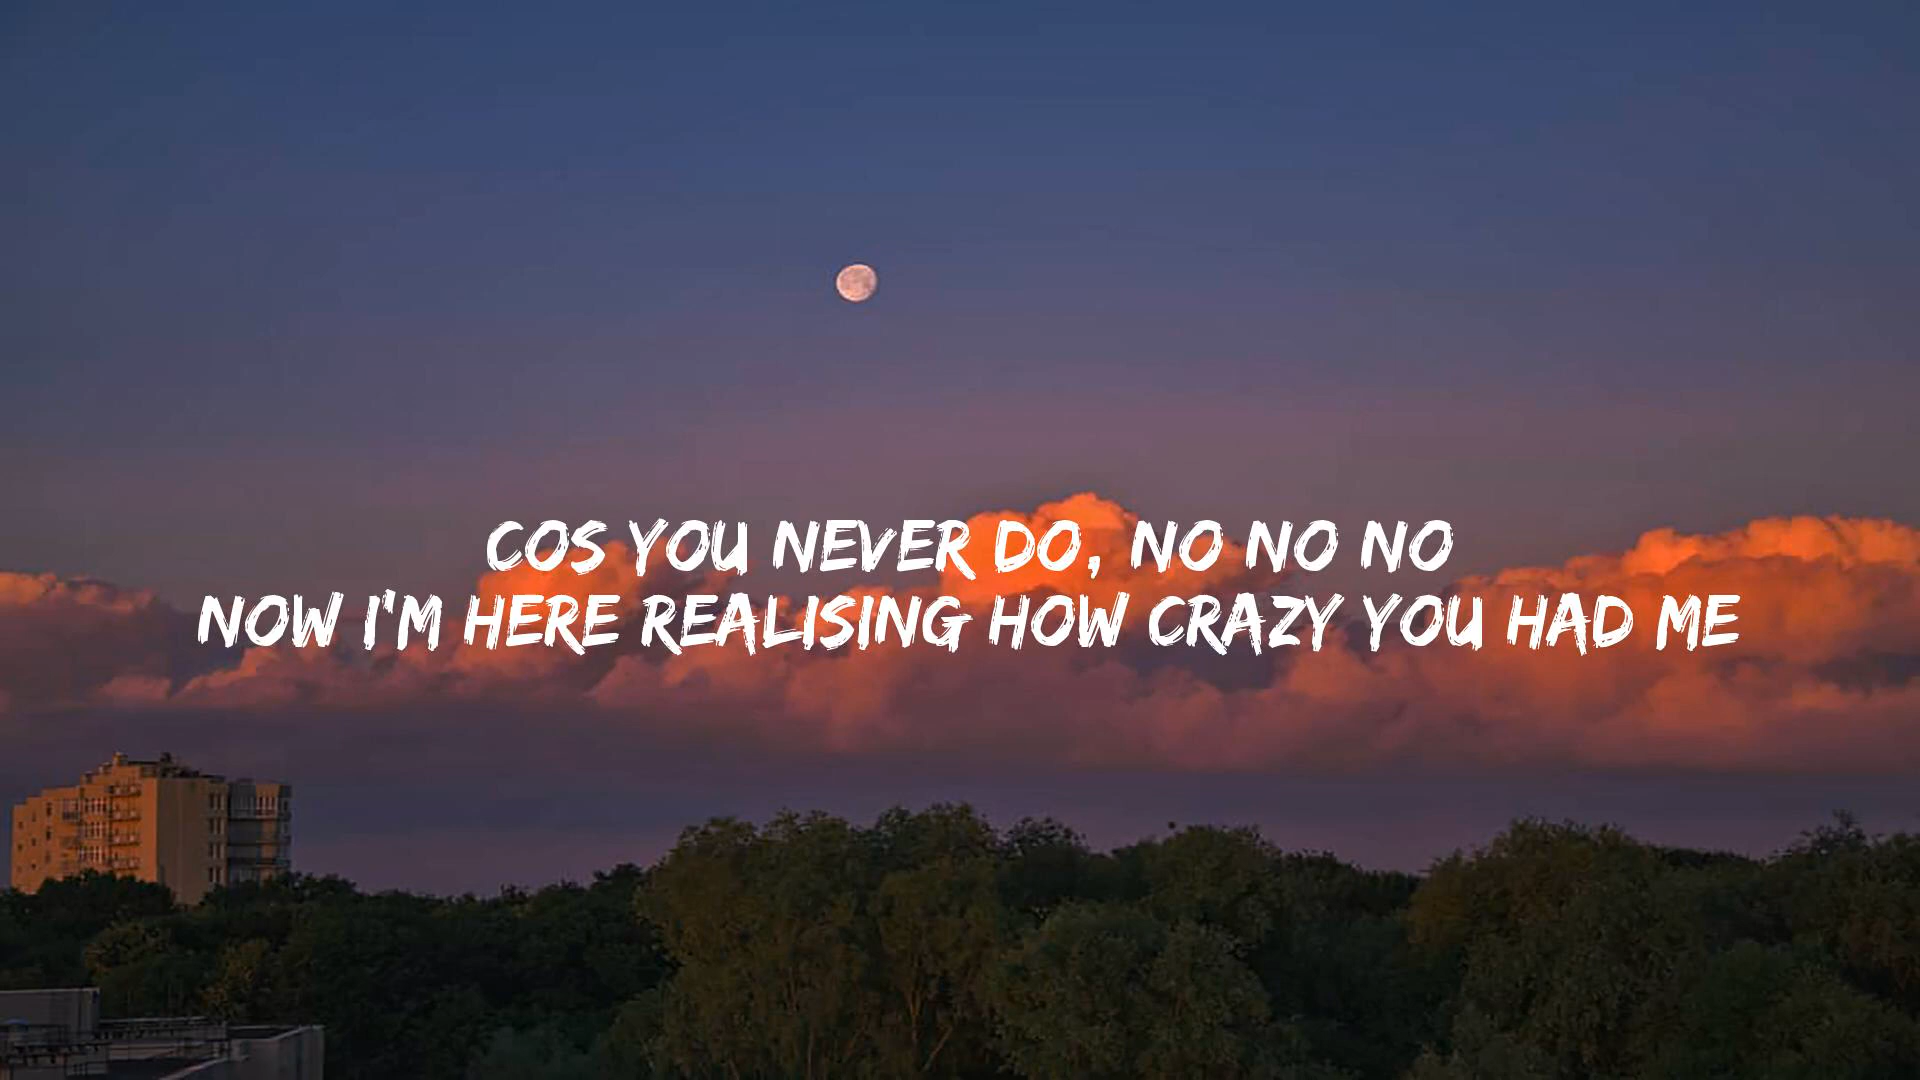 COS YOU NEVER DO, NO NO NO
NOW I'M HERE REALISING HOW CRAZY YOU HAD ME